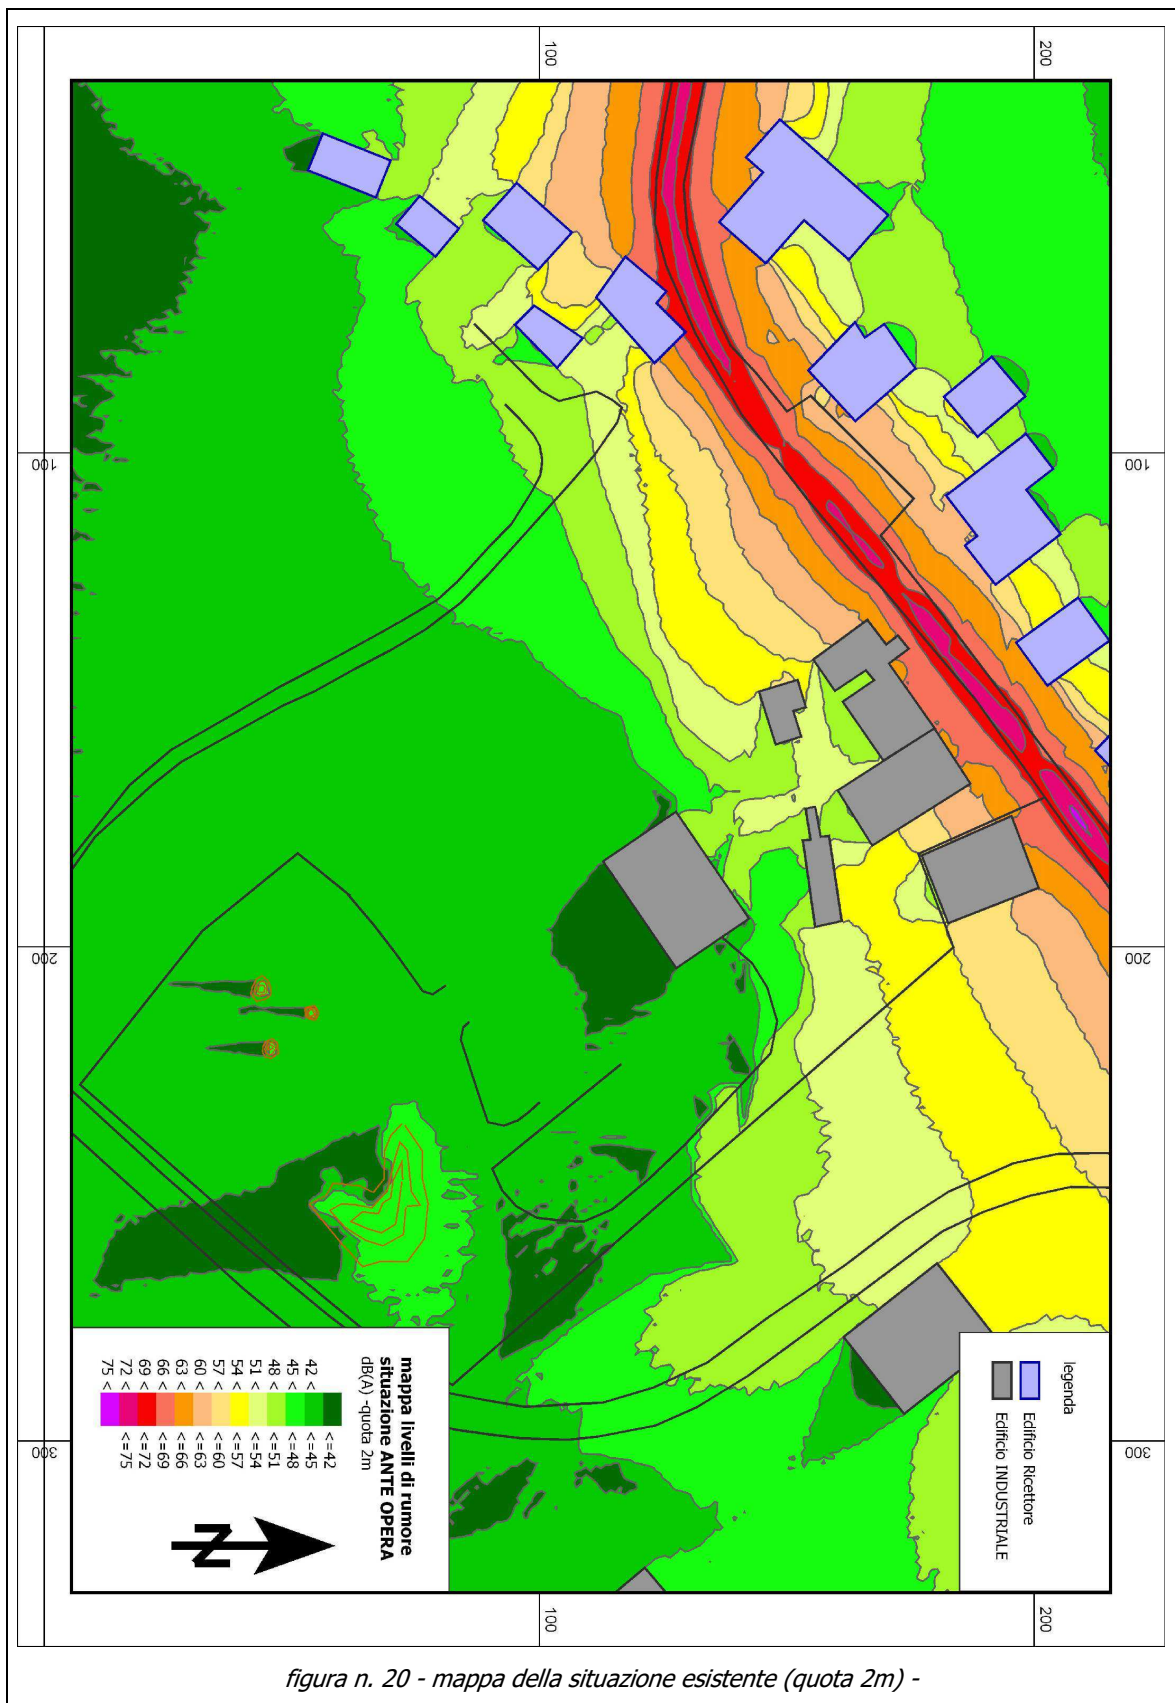 100
200
100
100
200
200
300
300
100
200
legenda
Edificio Ricettore
Edificio INDUSTRIALE
mappa livelli di rumore
situazione ANTE OPERA
dB(A) -quota 2m
<=42
42 < <=45
45 < <=48
48 < <=51
51 < <=54
54 < <=57
57 < <=60
60 < <=63
63 < <=66
66 < <=69
69 < <=72
72 < <=75
75 <
N
figura n. 20 - mappa della situazione esistente (quota 2m) -